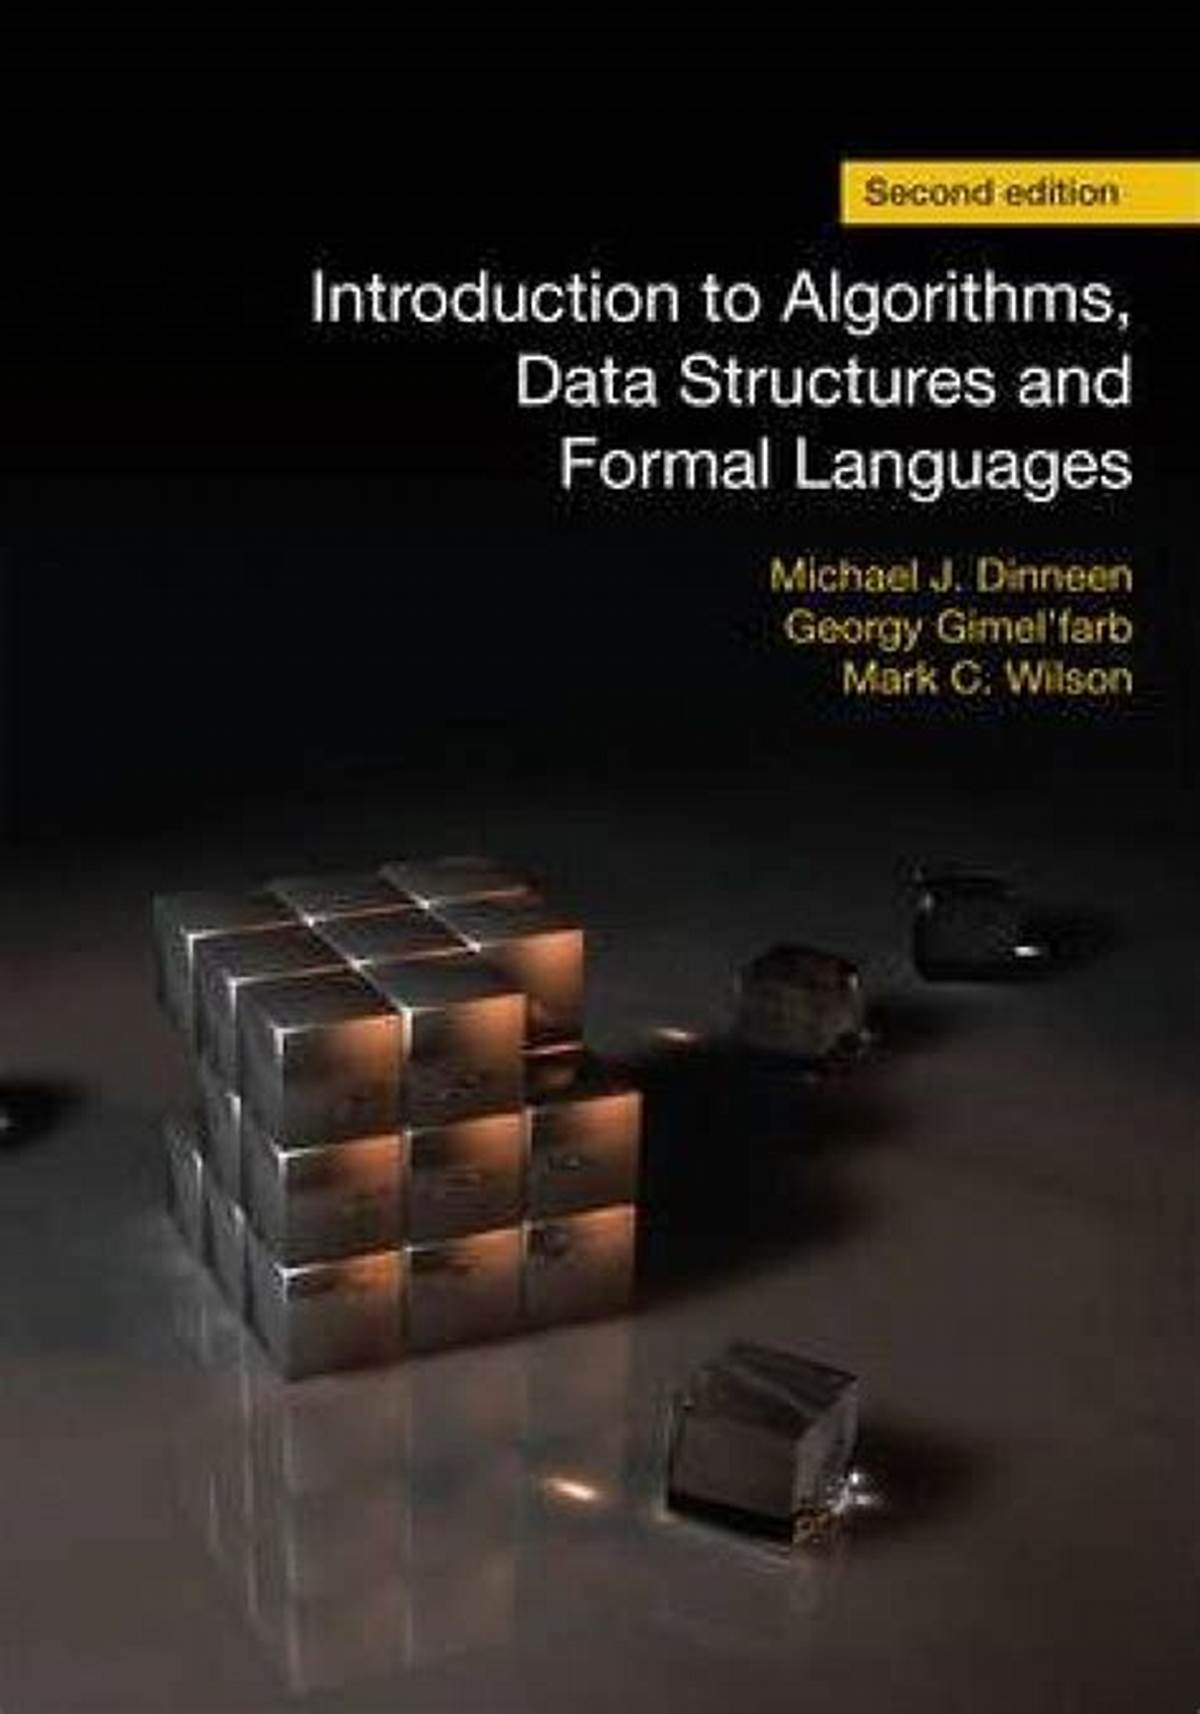 Second edition
Introduction to Algorithms,
Data Structures and
Formal Languages
Michael J. Dinneen
Georgy Gimel'farb
Mark C. Wilson